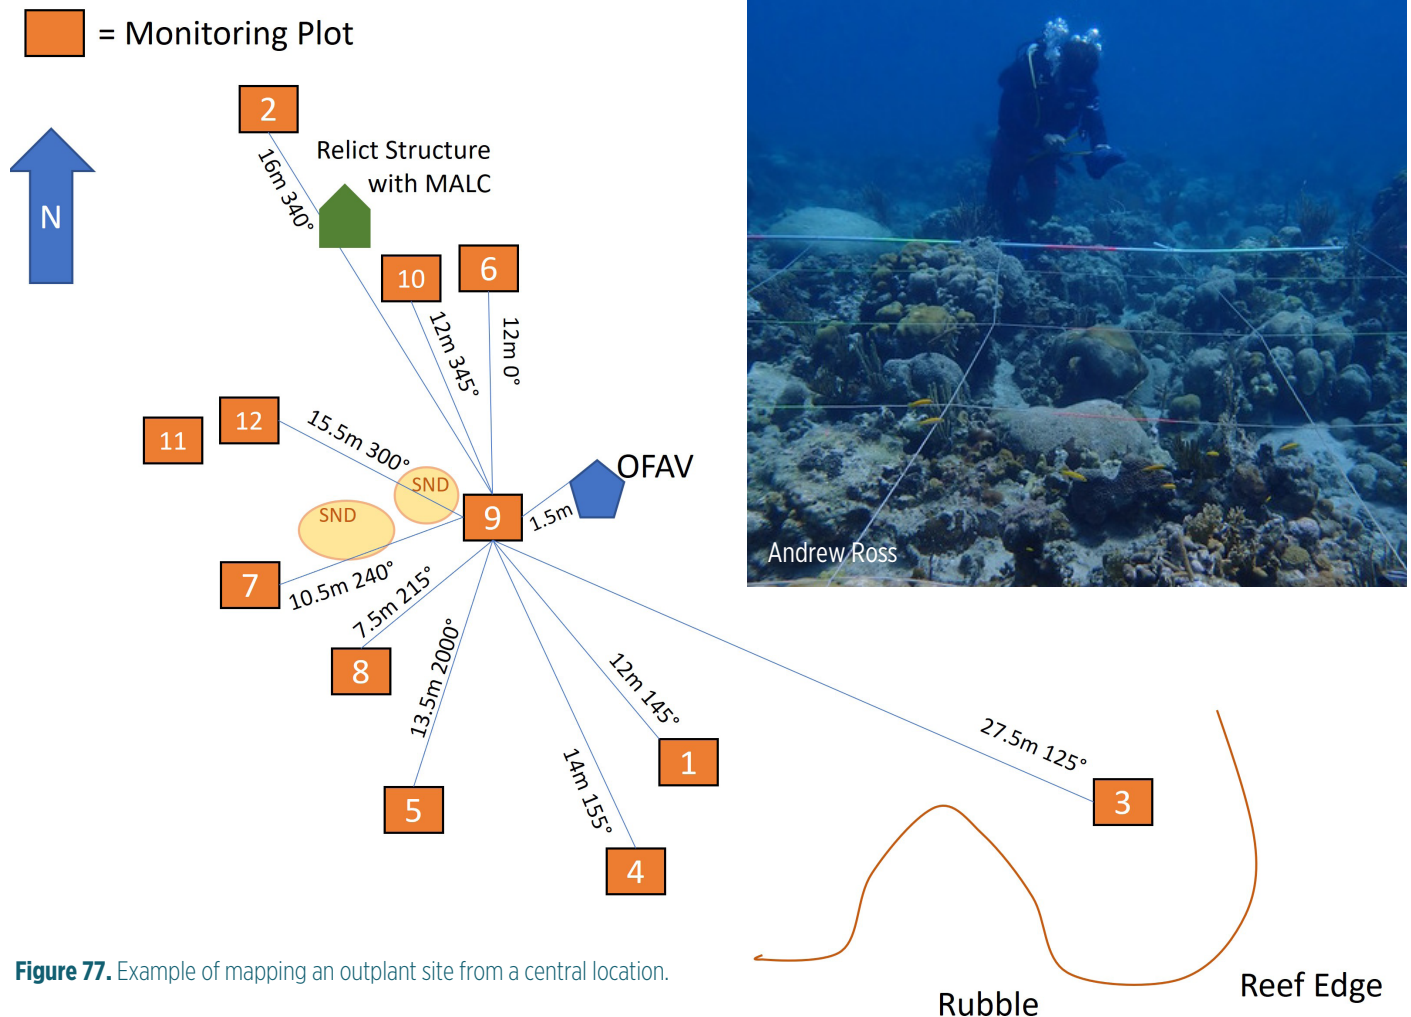 = Monitoring Plot
N
2
16m 340°
Relict Structure
with MALC
10
12m 345°
6
12m 0°
12
11
15.5m 300°
SND
SND
9
OFAV
1.5m
7
10.5m 240°
7.5m 215°
8
13.5m 2000°
5
12m 145°
1
14m 155°
4
27.5m 125°
3
Rubble
Reef Edge
Andrew Ross
Figure 77. Example of mapping an outplant site from a central location.